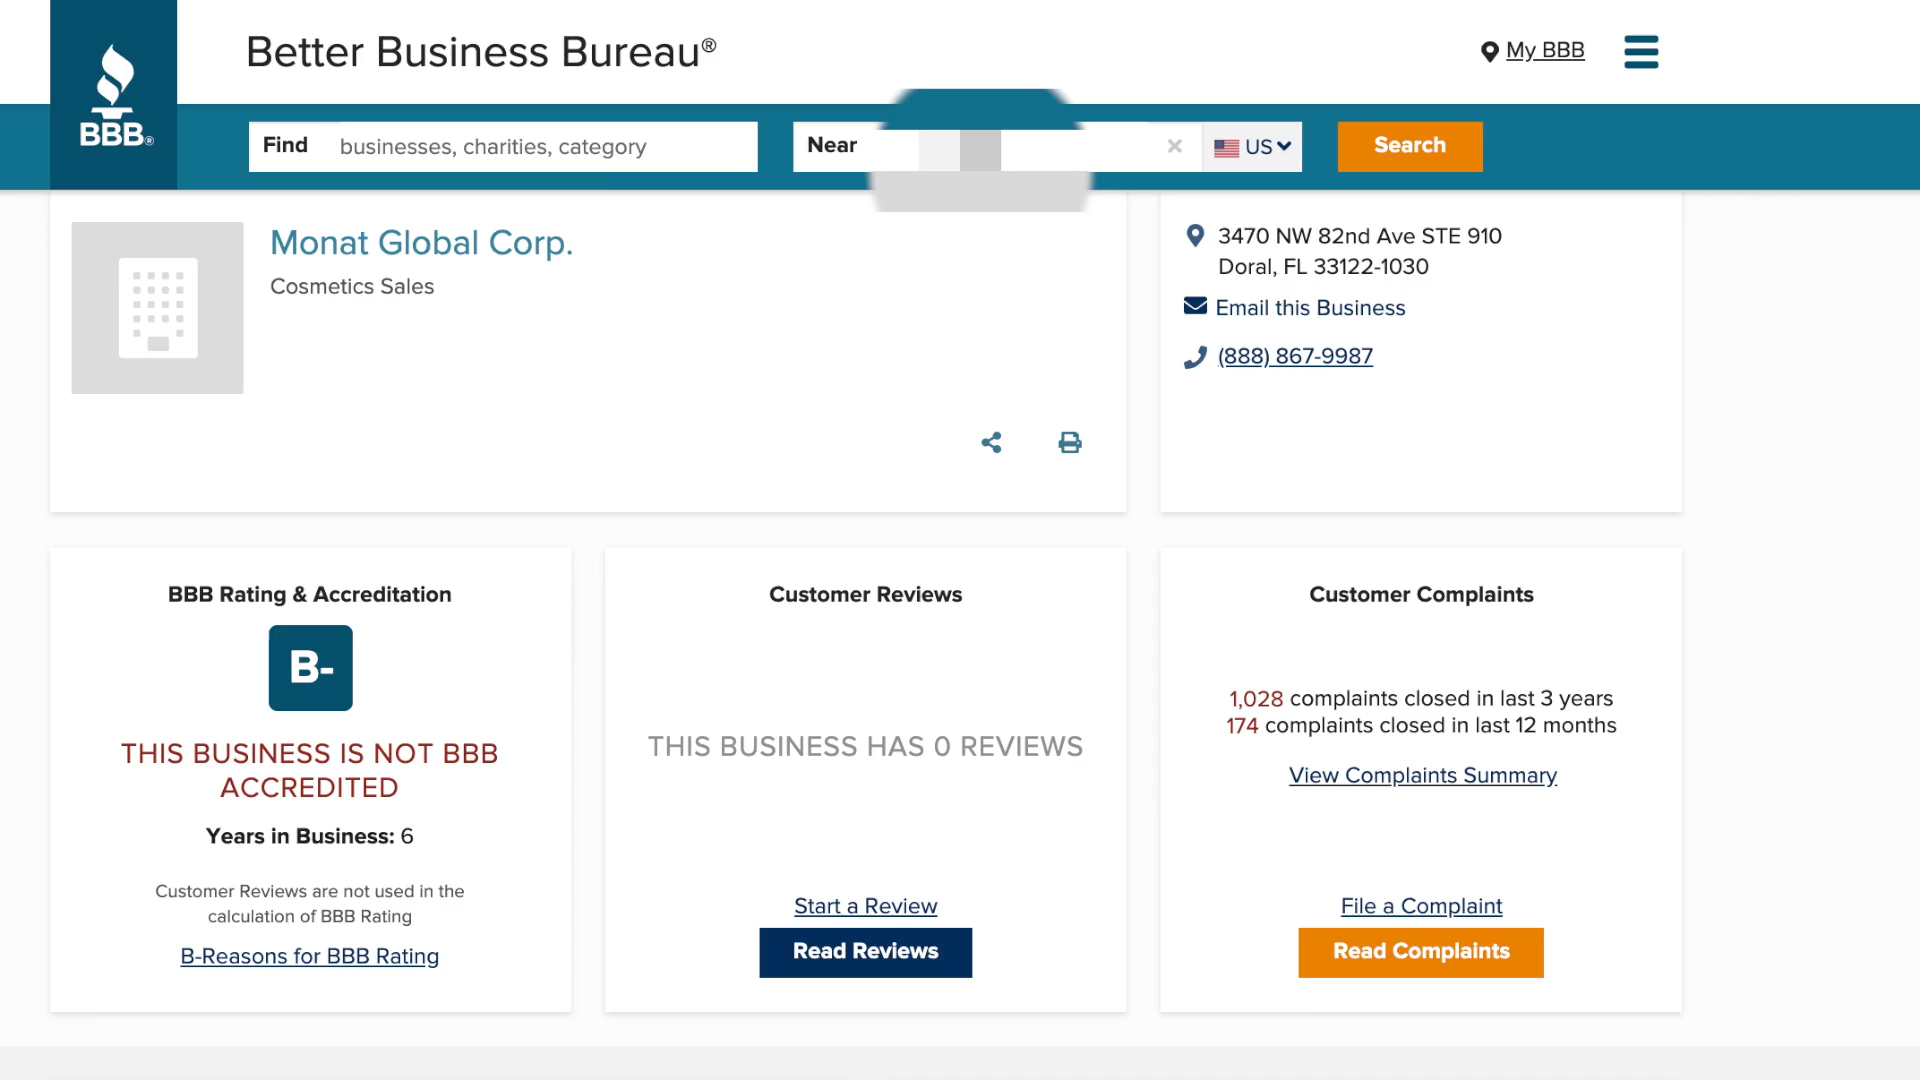 Better Business Bureau®
My BBB
BBB®
Find businesses, charities, category
Near
US
Search
Monat Global Corp.
Cosmetics Sales
3470 NW 82nd Ave STE 910
Doral, FL 33122-1030
Email this Business
(888) 867-9987
BBB Rating & Accreditation
B-
THIS BUSINESS IS NOT BBB
ACCREDITED
Years in Business: 6
Customer Reviews are not used in the
calculation of BBB Rating
B-Reasons for BBB Rating
Customer Reviews
THIS BUSINESS HAS 0 REVIEWS
Start a Review
Read Reviews
Customer Complaints
1,028 complaints closed in last 3 years
174 complaints closed in last 12 months
View Complaints Summary
File a Complaint
Read Complaints